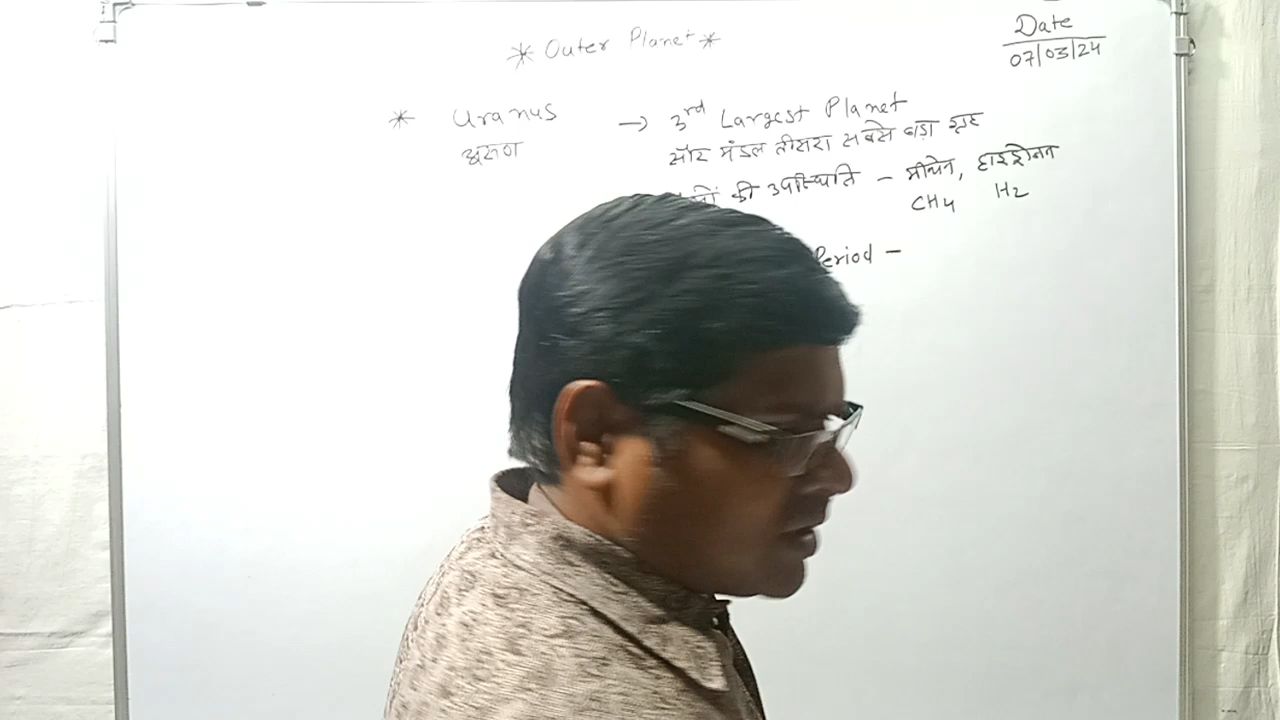 * Outer Planet *
Date
07/03/24
* Uranus → 3rd Largest Planet
अरुण
सौर मंडल तीसरा सबसे बड़ा ग्रह
की उपस्थिति - मीथेन, हाइड्रोजन
CH4 H2
Period -